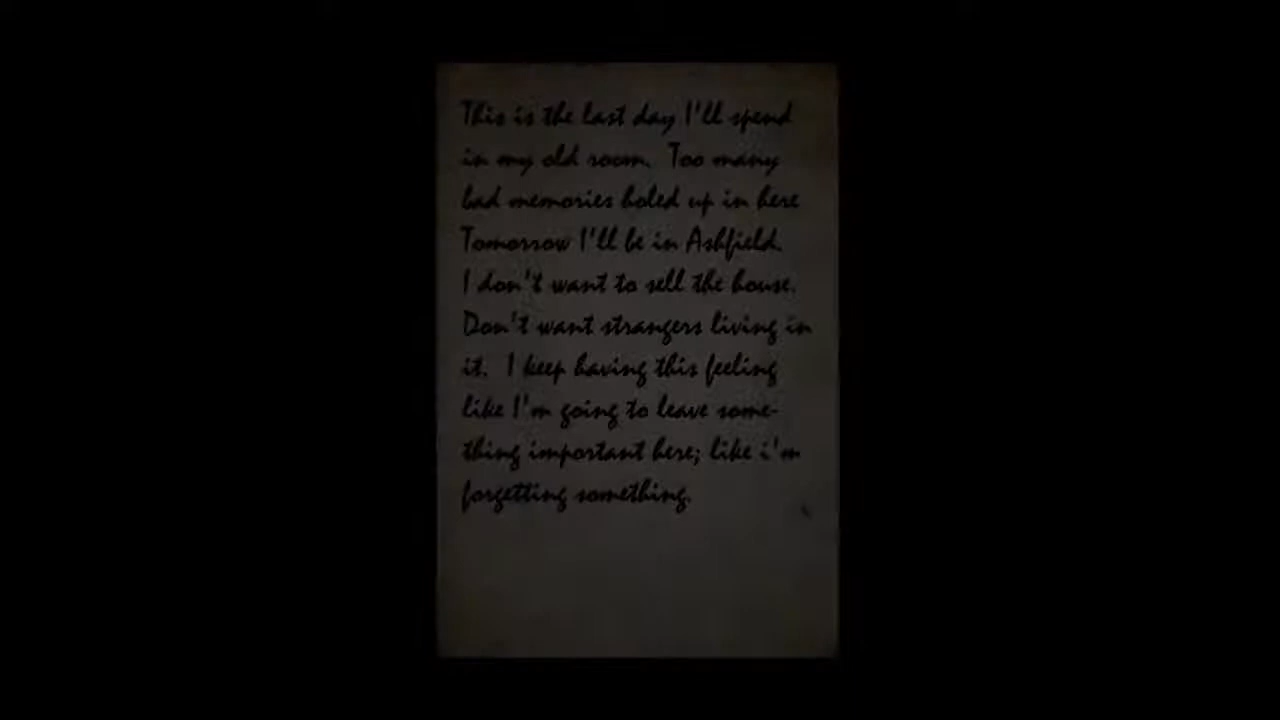 This is the last day I'll spend
in my old room. Too many
bad memories holed up in here
Tomorrow I'll be in Ashfield.
I don't want to sell the house.
Don't want strangers living in
it. I keep having this feeling
like I'm going to leave some-
thing important here; like i'm
forgetting something.